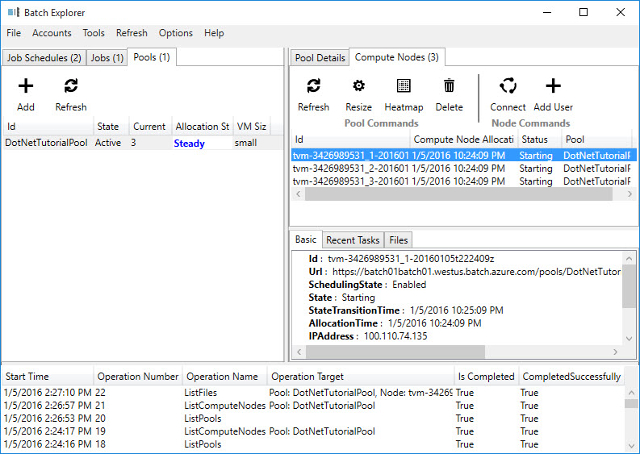 Batch Explorer
File Accounts Tools Refresh Options Help
Job Schedules (2) Jobs (1) Pools (1)
Add Refresh
Id State Current Allocation St VM Siz
DotNetTutorialPool Active 3 Steady small
Pool Details Compute Nodes (3)
Refresh Resize Heatmap Delete Connect Add User
Pool Commands Node Commands
Id Compute Node Allocati Status Pool
tvm-3426989531_1-201601 1/5/2016 10:24:09 PM Starting DotNetTutorialP
tvm-3426989531_2-201601 1/5/2016 10:24:09 PM Starting DotNetTutorialP
tvm-3426989531_3-201601 1/5/2016 10:24:09 PM Starting DotNetTutorialP
Basic Recent Tasks Files
Id : tvm-3426989531_1-20160105t222409z
Url : https://batch01batch01.westus.batch.azure.com/pools/DotNetTutor
SchedulingState : Enabled
State : Starting
StateTransitionTime : 1/5/2016 10:25:09 PM
AllocationTime : 1/5/2016 10:24:09 PM
IPAddress : 100.110.74.135
Start Time Operation Number Operation Name Operation Target Is Completed CompletedSuccessfully
1/5/2016 2:27:10 PM 22 ListFiles Pool: DotNetTutorialPool, Node: tvm-34269 True True
1/5/2016 2:26:57 PM 21 ListComputeNodes Pool: DotNetTutorialPool True True
1/5/2016 2:26:53 PM 20 ListPools True True
1/5/2016 2:24:17 PM 19 ListComputeNodes Pool: DotNetTutorialPool True True
1/5/2016 2:24:16 PM 18 ListPools True True